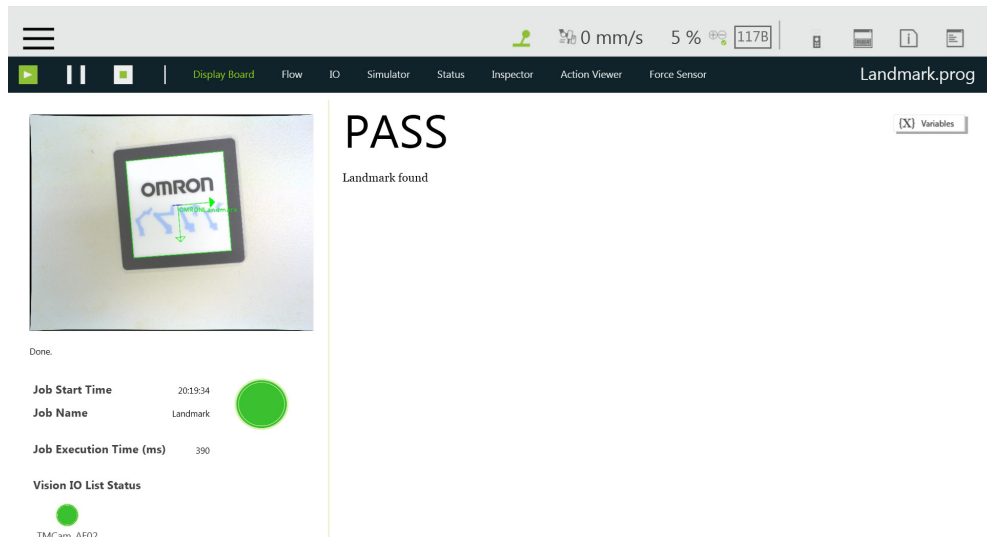 0 mm/s 5 % 117B
Display Board Flow IO Simulator Status Inspector Action Viewer Force Sensor Landmark.prog
OMRON
PASS
{X} Variables
Landmark found
Done.
Job Start Time 20:19:34
Job Name Landmark
Job Execution Time (ms) 390
Vision IO List Status